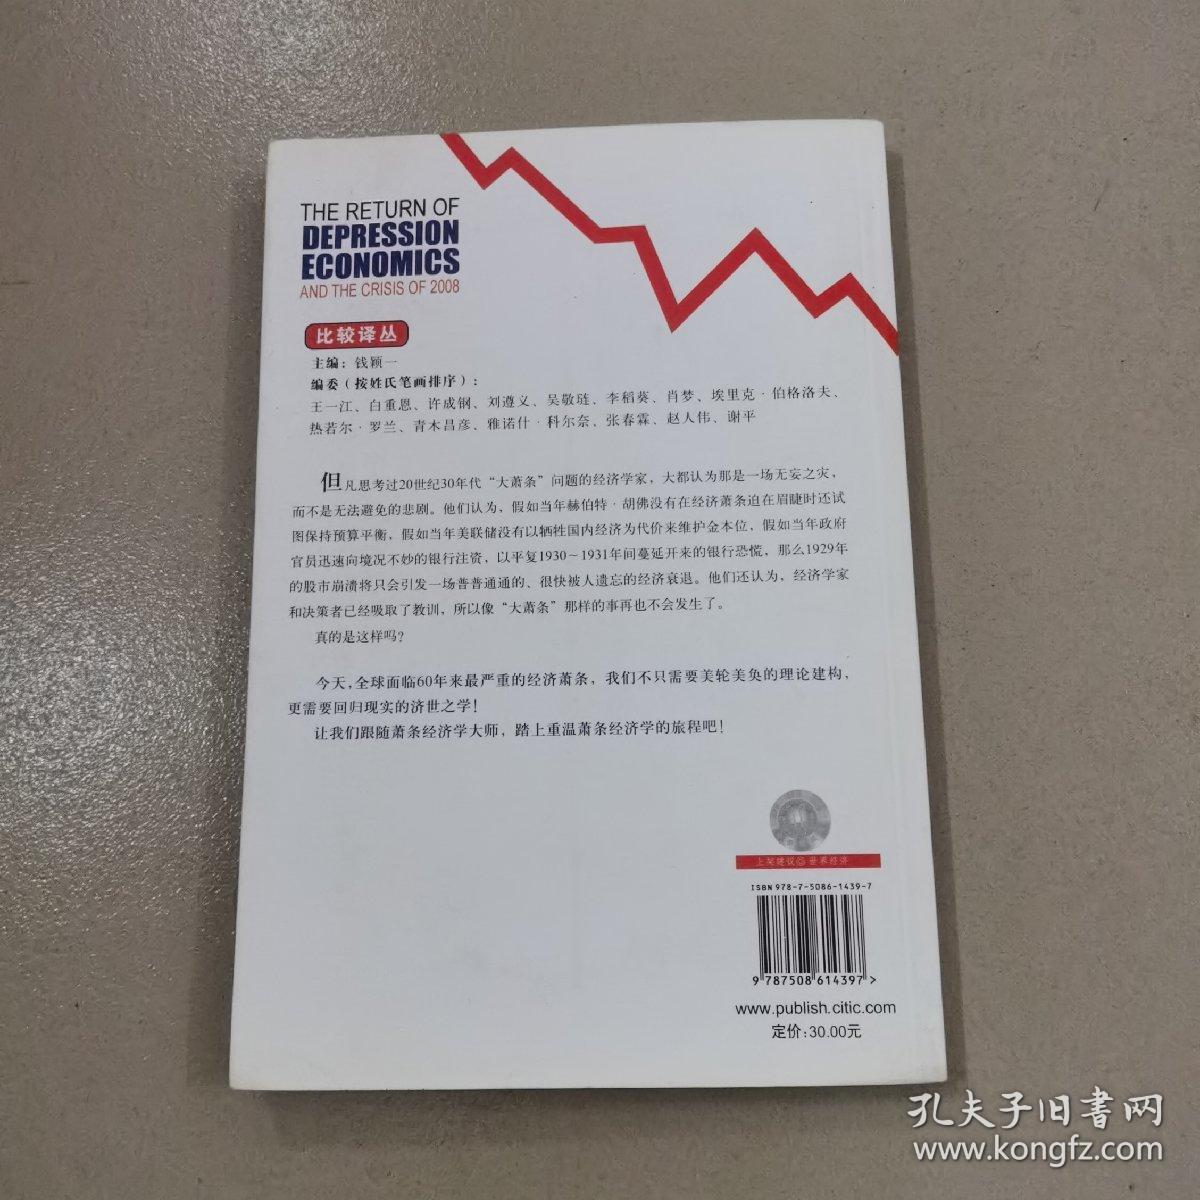 THE RETURN OF
DEPRESSION
ECONOMICS
AND THE CRISIS OF 2008
比较译丛
主编：钱颖一
编委（按姓氏笔画排序）：
王一江、白重恩、许成钢、刘遵义、吴敬琏、李稻葵、肖梦、埃里克·伯格洛夫、
热若尔·罗兰、青木昌彦、雅诺什·科尔奈、张春霖、赵人伟、谢平
但凡思考过20世纪30年代“大萧条”问题的经济学家，大都认为那是一场无妄之灾，
而不是无法避免的悲剧。他们认为，假如当年赫伯特·胡佛没有在经济萧条迫在眉睫时还试
图保持预算平衡，假如当年美联储没有以牺牲国内经济为代价来维护金本位，假如当年政府
官员迅速向境况不妙的银行注资，以平复1930～1931年间蔓延开来的银行恐慌，那么1929年
的股市崩溃将只会引发一场普普通通的、很快被人遗忘的经济衰退。他们还认为，经济学家
和决策者已经吸取了教训，所以像“大萧条”那样的事再也不会发生了。
真的是这样吗？
今天，全球面临60年来最严重的经济萧条，我们不只需要美轮美奂的理论建构，
更需要回归现实的济世之学！
让我们跟随萧条经济学大师，踏上重温萧条经济学的旅程吧！
上架建议◎世界经济
ISBN 978-7-5086-1439-7
9 787508 614397 >
www.publish.citic.com
定价：30.00元
孔夫子旧書网
www.kongfz.com